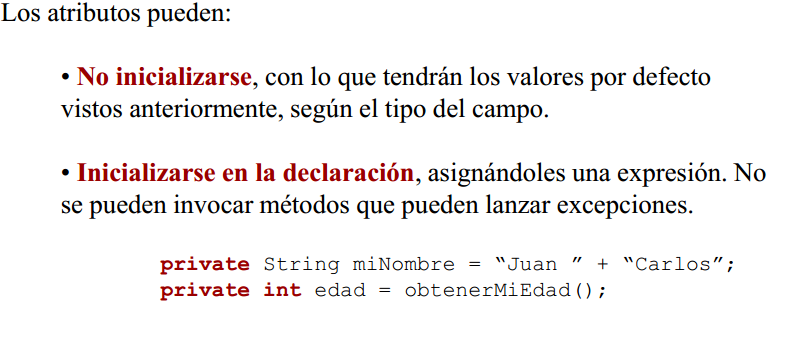 Los atributos pueden:
• No inicializarse, con lo que tendrán los valores por defecto
vistos anteriormente, según el tipo del campo.
• Inicializarse en la declaración, asignándoles una expresión. No
se pueden invocar métodos que pueden lanzar excepciones.
private String miNombre = “Juan ” + “Carlos”;
private int edad = obtenerMiEdad();